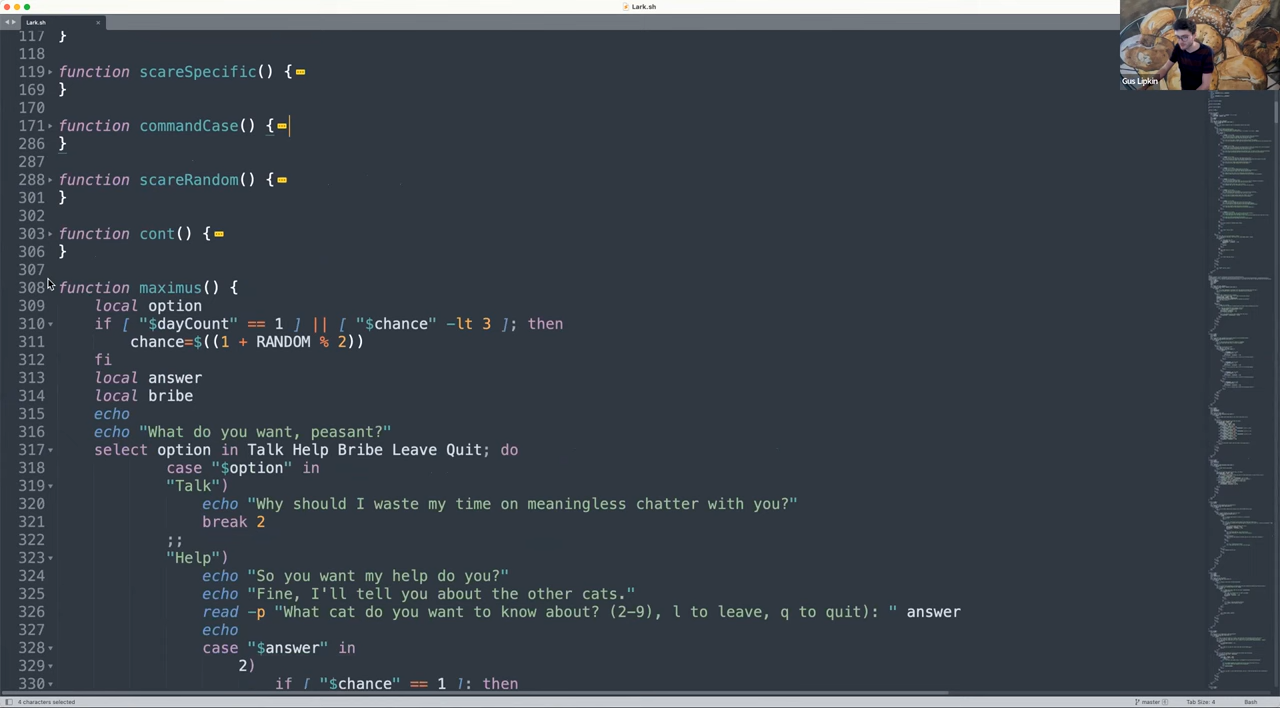 Lark.sh
Lark.sh
Gus Lipkin
117 }
118
119 function scareSpecific() {
169 }
170
171 function commandCase() {
286 }
287
288 function scareRandom() {
301 }
302
303 function cont() {
306 }
307
308 function maximus() {
309 local option
310 if [ "$dayCount" == 1 ] || [ "$chance" -lt 3 ]; then
311 chance=$((1 + RANDOM % 2))
312 fi
313 local answer
314 local bribe
315 echo
316 echo "What do you want, peasant?"
317 select option in Talk Help Bribe Leave Quit; do
318 case "$option" in
319 "Talk")
320 echo "Why should I waste my time on meaningless chatter with you?"
321 break 2
322 ;;
323 "Help")
324 echo "So you want my help do you?"
325 echo "Fine, I'll tell you about the other cats."
326 read -p "What cat do you want to know about? (2-9), l to leave, q to quit): " answer
327 echo
328 case "$answer" in
329 2)
330 if [ "$chance" == 1 ]; then
4 characters selected
master
Tab Size: 4
Bash